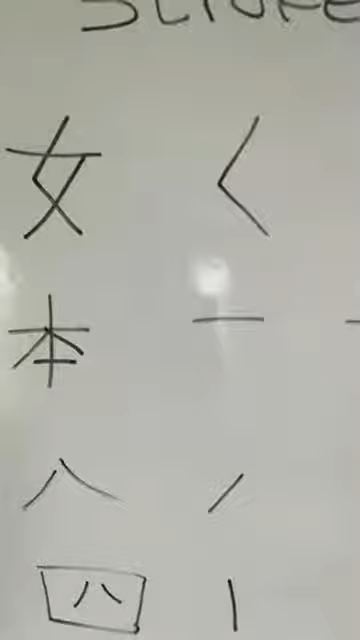 女 く
本 一
八 ノ
四 丨